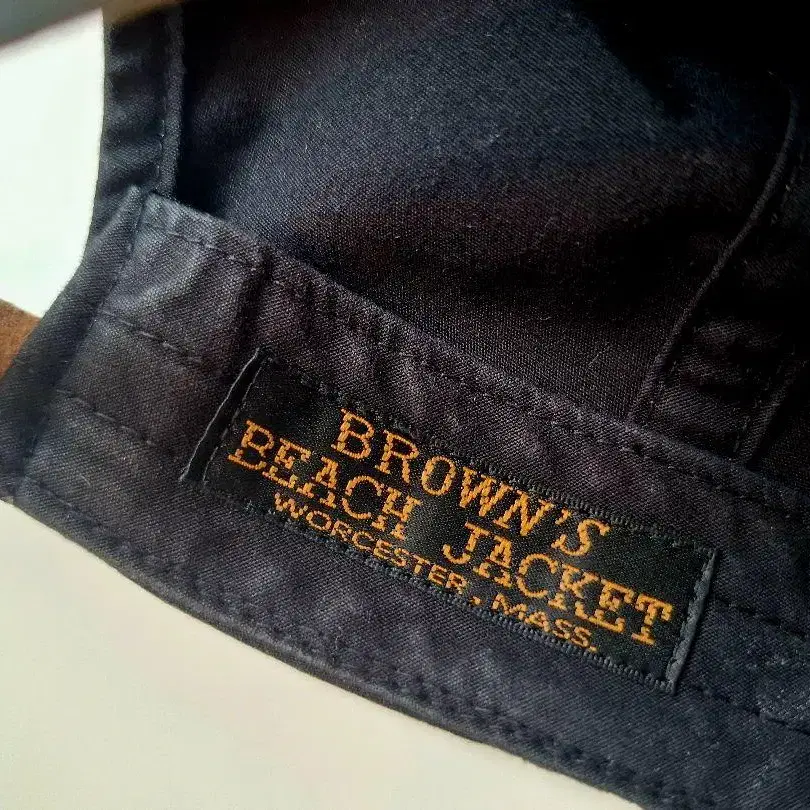 BROWN'S
BEACH JACKET
WORCESTER, MASS.